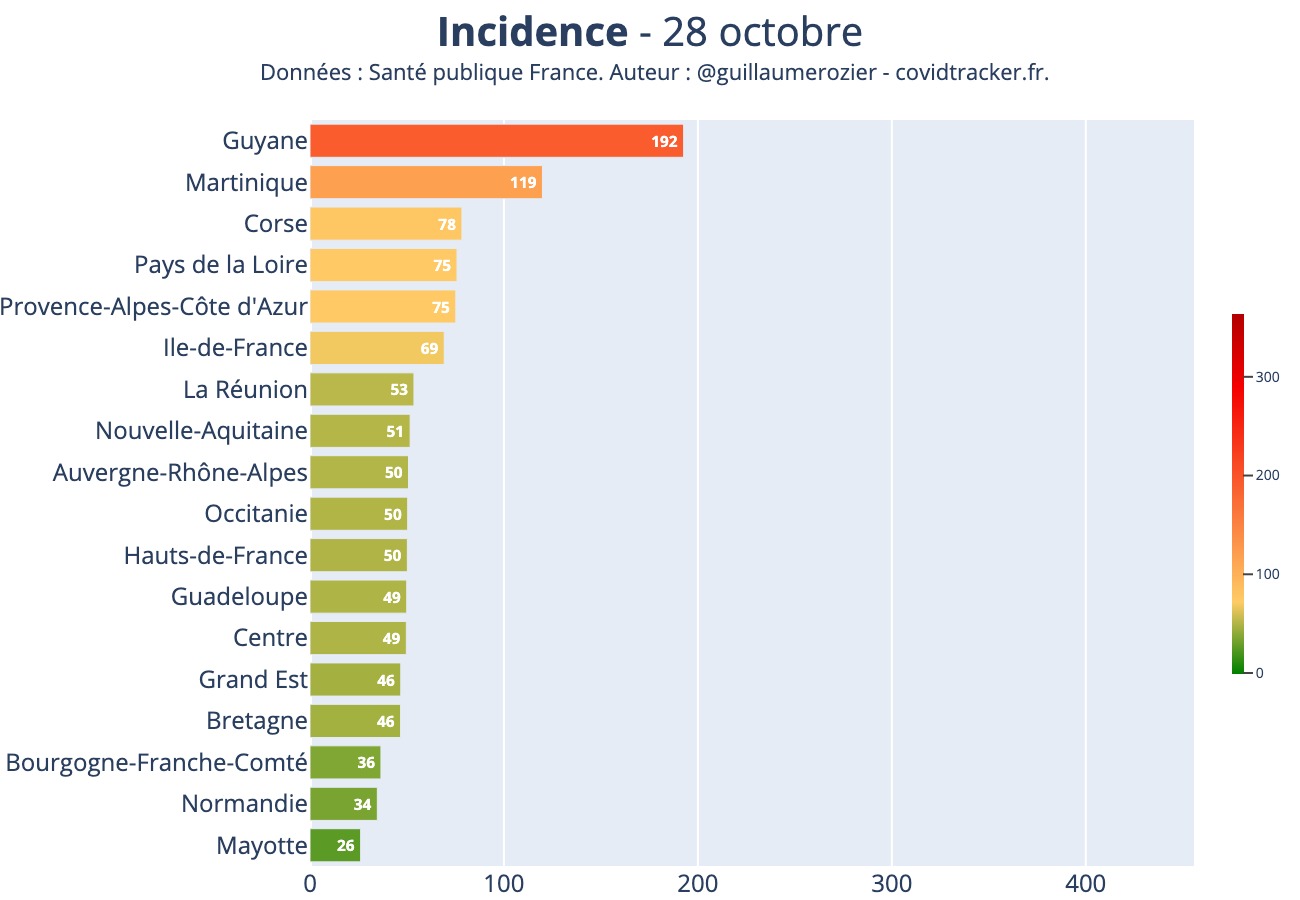 Incidence - 28 octobre
Données : Santé publique France. Auteur : @guillaumerozier - covidtracker.fr.
Guyane 192
Martinique 119
Corse 78
Pays de la Loire 75
Provence-Alpes-Côte d'Azur 75
Ile-de-France 69
La Réunion 53
Nouvelle-Aquitaine 51
Auvergne-Rhône-Alpes 50
Occitanie 50
Hauts-de-France 50
Guadeloupe 49
Centre 49
Grand Est 46
Bretagne 46
Bourgogne-Franche-Comté 36
Normandie 34
Mayotte 26
0 100 200 300 400
300
200
100
0